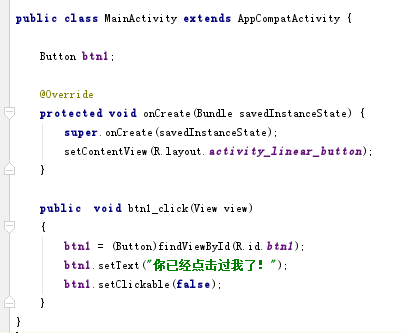 public class MainActivity extends AppCompatActivity {
Button btn1;
@Override
protected void onCreate(Bundle savedInstanceState) {
super.onCreate(savedInstanceState);
setContentView(R.layout.activity_linear_button);
}
public  void btn1_click(View view)
{
btn1 = (Button)findViewById(R.id.btn1);
btn1.setText("你已经点击过我了！");
btn1.setClickable(false);
}
}